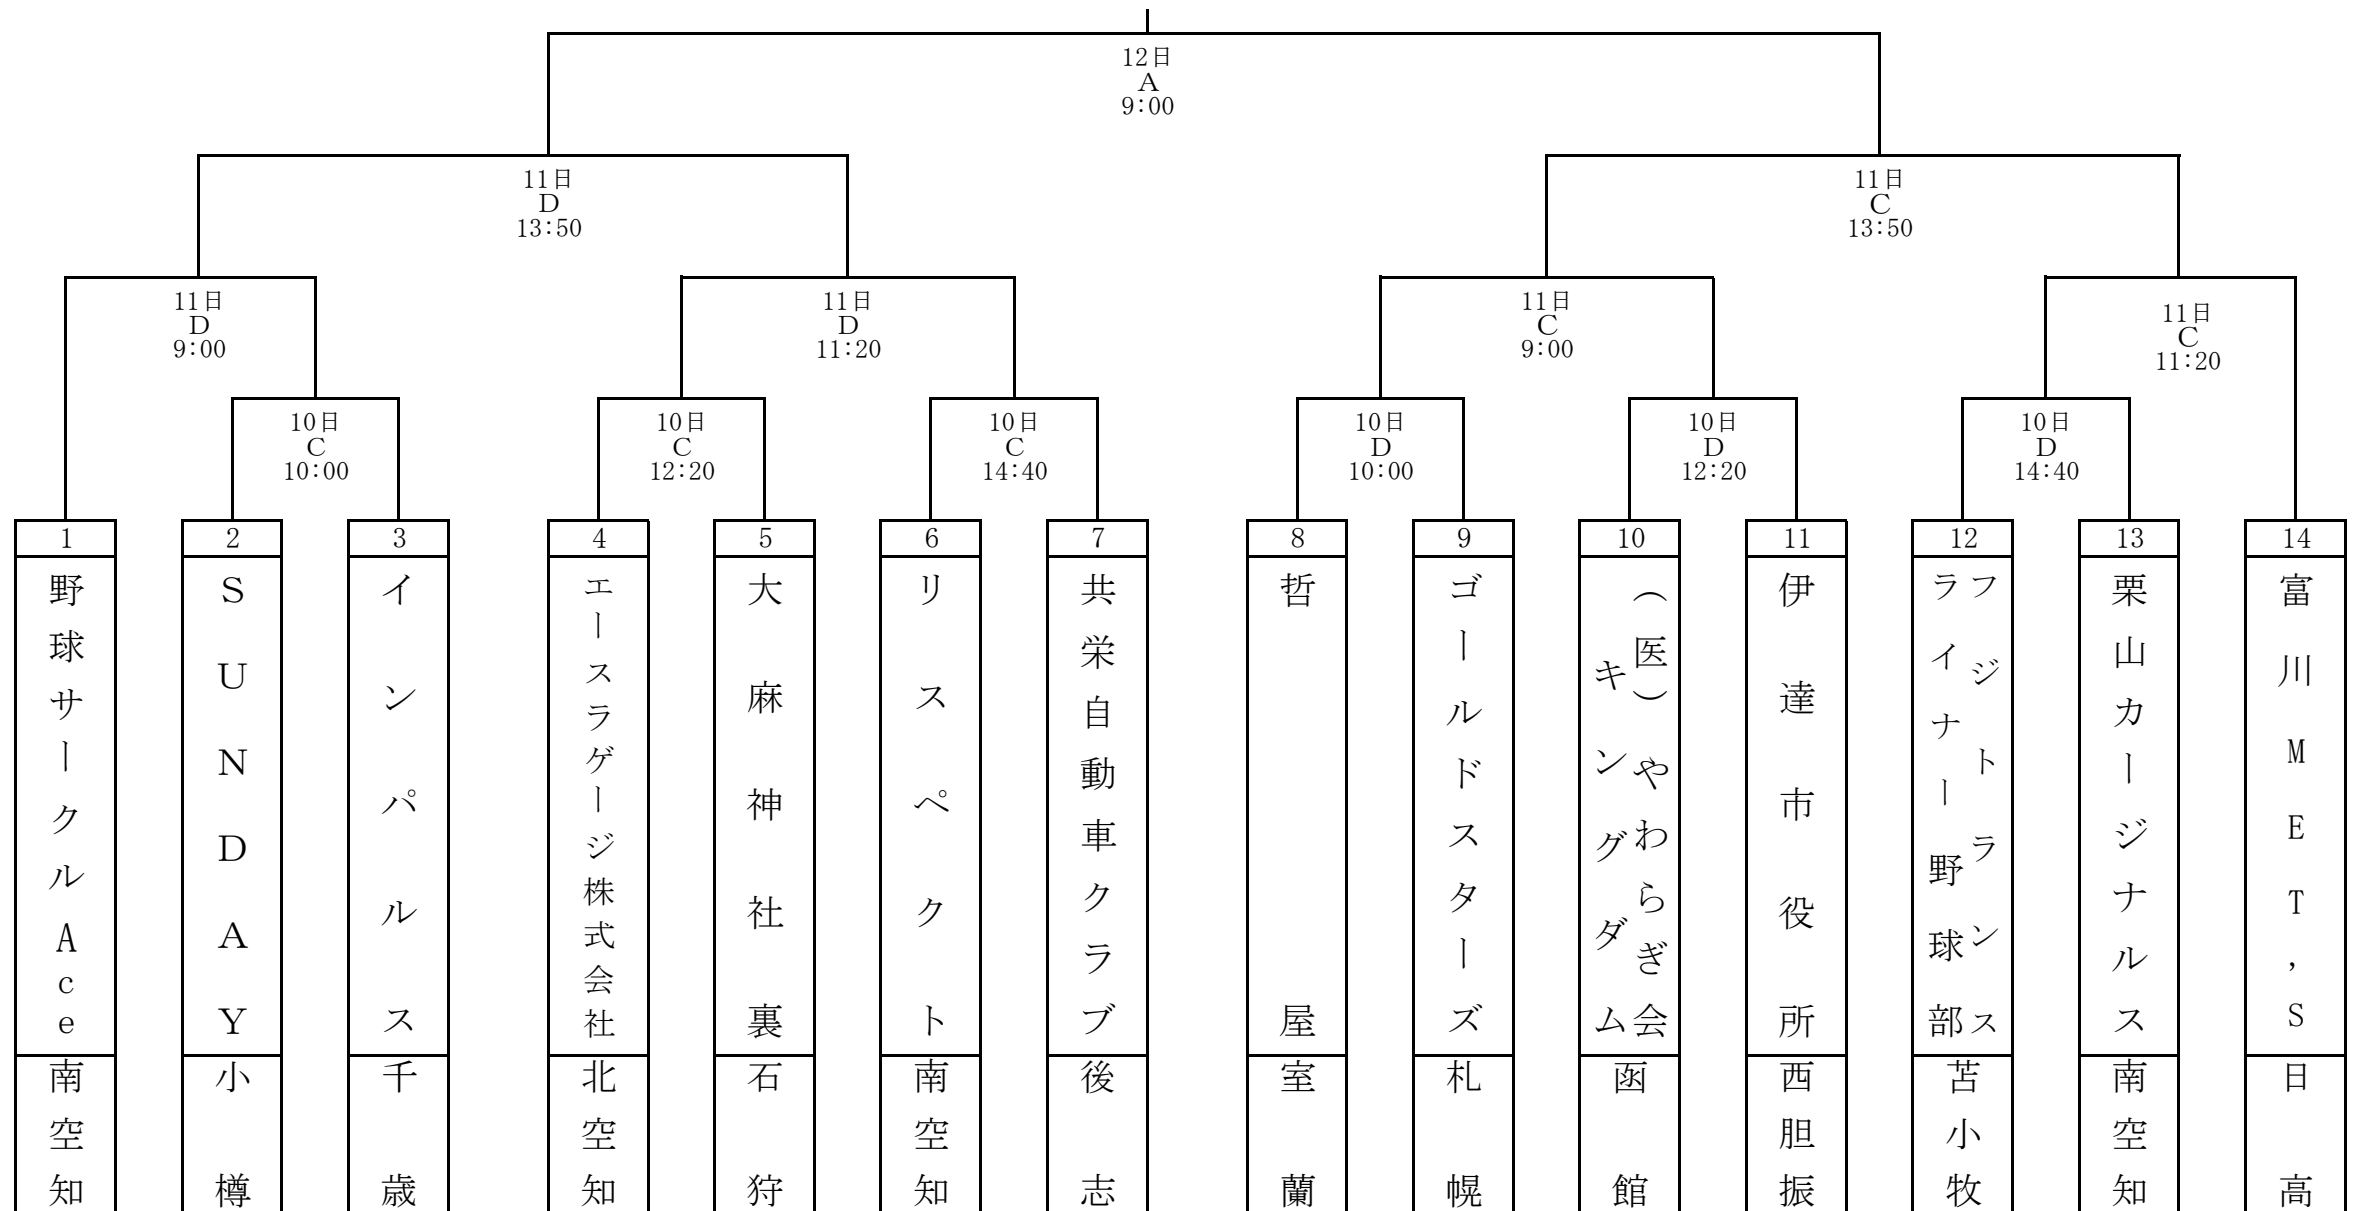 12日
A
9:00
11日
D
13:50
11日
C
13:50
11日
D
9:00
11日
D
11:20
11日
C
9:00
11日
C
11:20
10日
C
10:00
10日
C
12:20
10日
C
14:40
10日
D
10:00
10日
D
12:20
10日
D
14:40
1
野球サークルAce
南空知
2
SUNDAY
小樽
3
インパルス
千歳
4
エースラゲージ株式会社
北空知
5
大麻神社裏
石狩
6
リスペクト
南空知
7
共栄自動車クラブ
後志
8
哲屋
室蘭
9
ゴールドスターズ
札幌
10
（医）やわらぎ会
キングダム
函館
11
伊達市役所
西胆振
12
フジトランス
ライナー野球部
苫小牧
13
栗山カージナルス
南空知
14
富川MET,S
日高